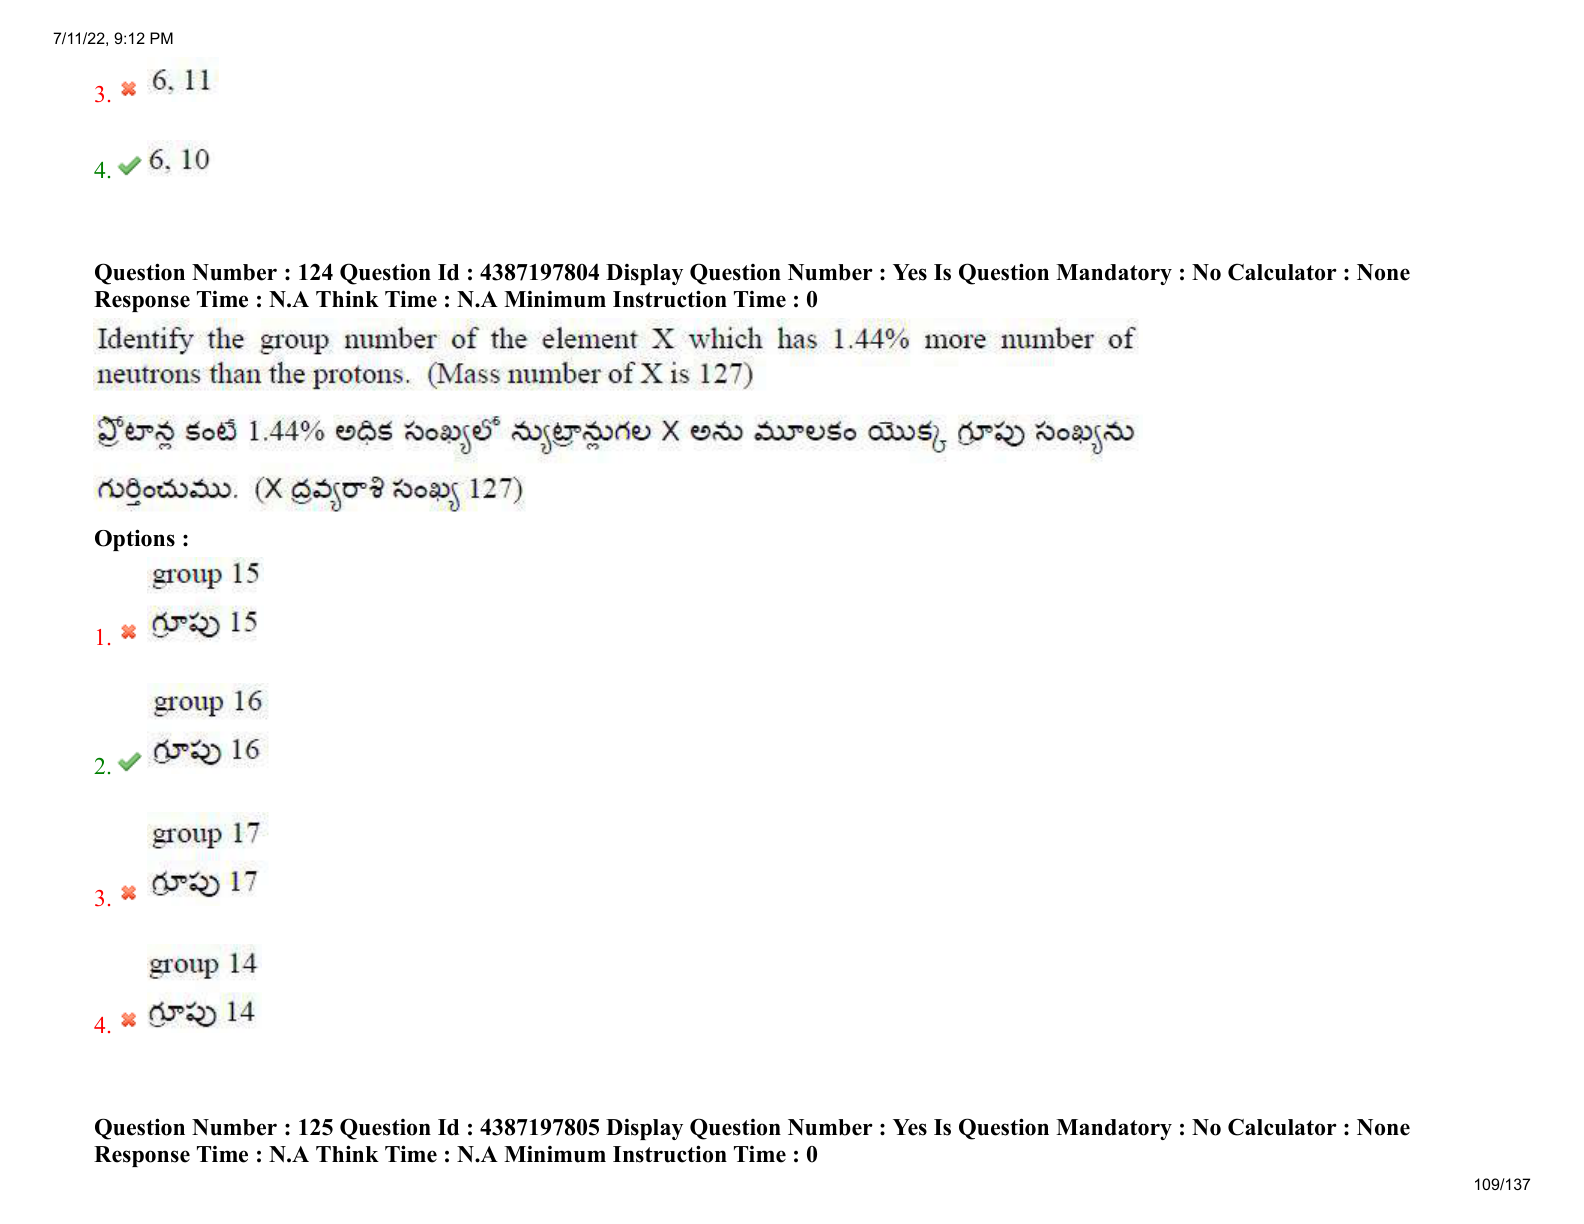 7/11/22, 9:12 PM
6, 11
3.
6, 10
4.
Question Number : 124 Question Id : 4387197804 Display Question Number : Yes Is Question Mandatory : No Calculator : None
Response Time : N.A Think Time : N.A Minimum Instruction Time : 0
Identify the group number of the element X which has 1.44% more number of
neutrons than the protons. (Mass number of X is 127)
ప్రోటాన్ల కంటే 1.44% అధిక సంఖ్యలో న్యుట్రాన్లుగల X అను మూలకం యొక్క గ్రూపు సంఖ్యను
గుర్తించుము. (X ద్రవ్యరాశి సంఖ్య 127)
Options :
group 15
గ్రూపు 15
1.
group 16
గ్రూపు 16
2.
group 17
గ్రూపు 17
3.
group 14
గ్రూపు 14
4.
Question Number : 125 Question Id : 4387197805 Display Question Number : Yes Is Question Mandatory : No Calculator : None
Response Time : N.A Think Time : N.A Minimum Instruction Time : 0
109/137